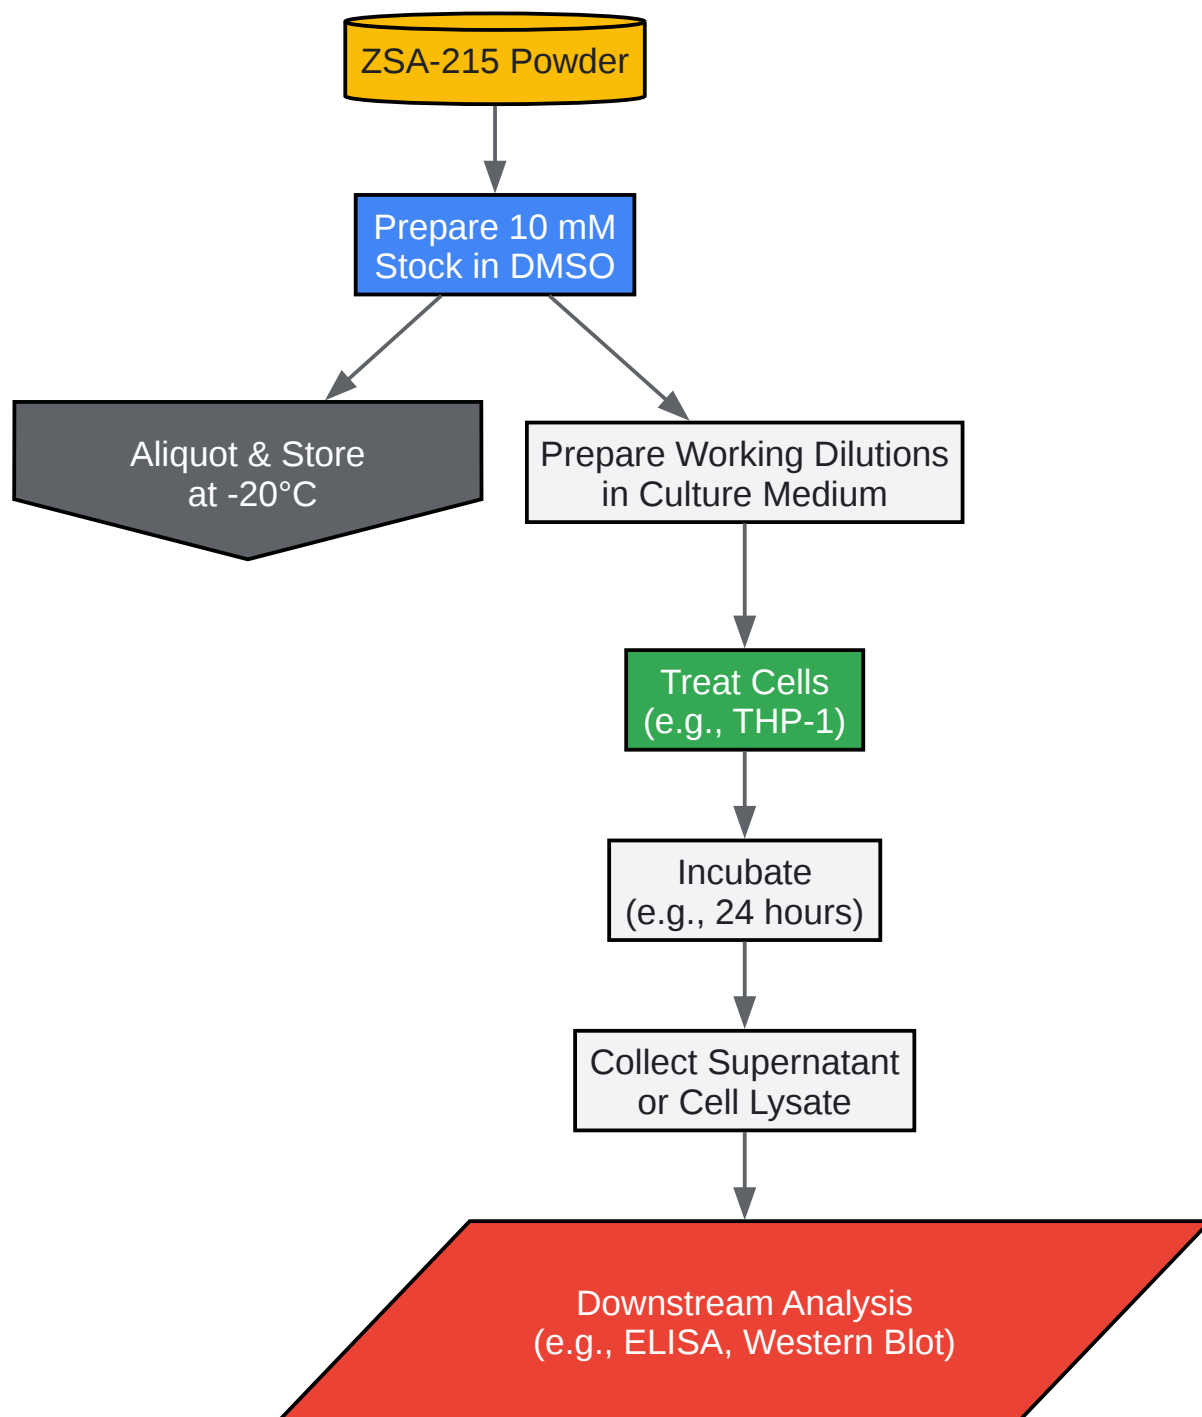 ZSA-215 Powder
Prepare 10 mM
Stock in DMSO
Aliquot & Store
at -20°C
Prepare Working Dilutions
in Culture Medium
Treat Cells
(e.g., THP-1)
Incubate
(e.g., 24 hours)
Collect Supernatant
or Cell Lysate
Downstream Analysis
(e.g., ELISA, Western Blot)